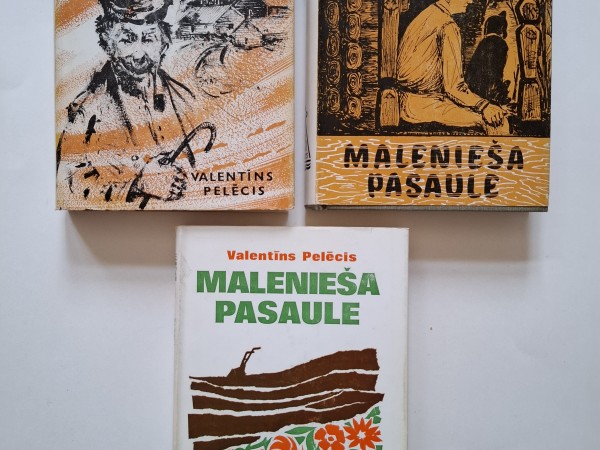 VALENTĪNS
PELĒCIS
MALENIEŠA
PASAULE
Valentīns Pelēcis
MALENIEŠA
PASAULE